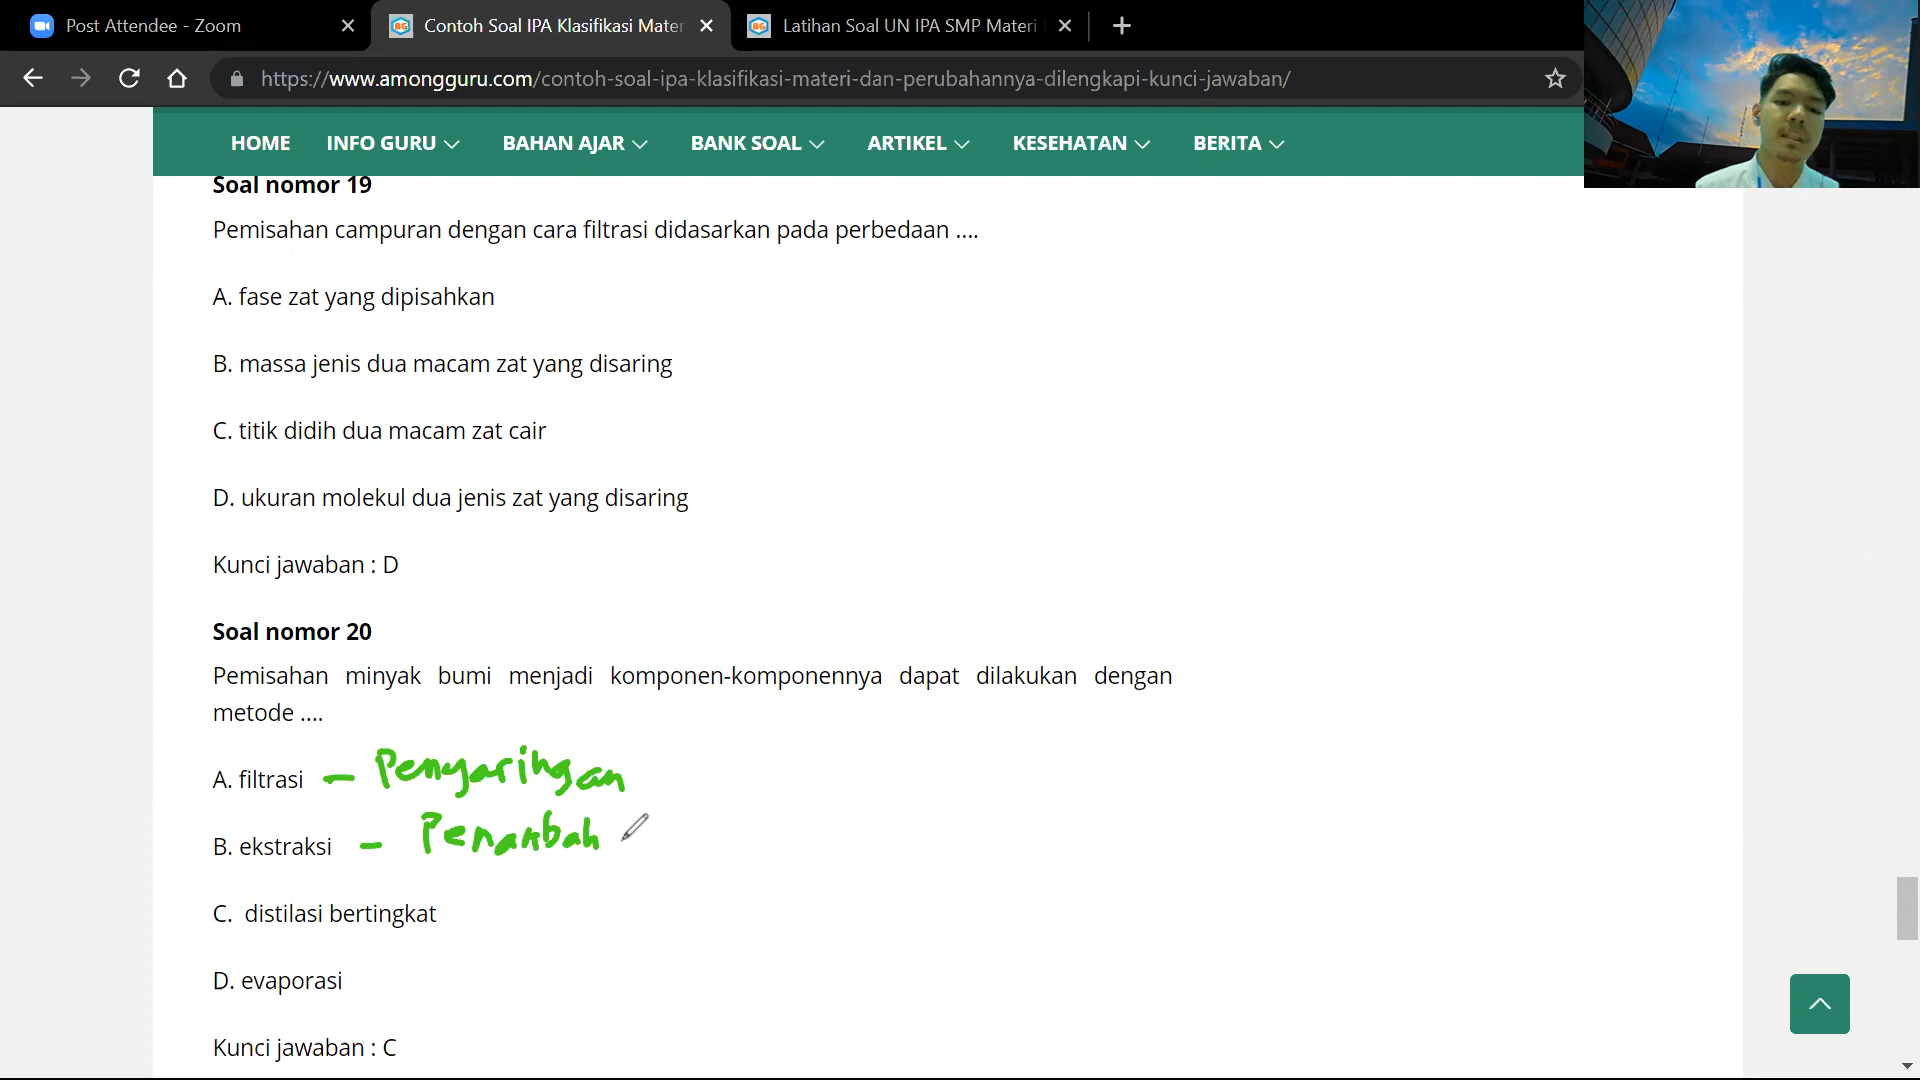 Post Attendee - Zoom
Contoh Soal IPA Klasifikasi Mater
Latihan Soal UN IPA SMP Materi
https://www.amongguru.com/contoh-soal-ipa-klasifikasi-materi-dan-perubahannya-dilengkapi-kunci-jawaban/
HOME INFO GURU BAHAN AJAR BANK SOAL ARTIKEL KESEHATAN BERITA
Soal nomor 19
Pemisahan campuran dengan cara filtrasi didasarkan pada perbedaan ....
A. fase zat yang dipisahkan
B. massa jenis dua macam zat yang disaring
C. titik didih dua macam zat cair
D. ukuran molekul dua jenis zat yang disaring
Kunci jawaban : D
Soal nomor 20
Pemisahan minyak bumi menjadi komponen-komponennya dapat dilakukan dengan
metode ....
A. filtrasi – Penyaringan
B. ekstraksi – Penambah
C. distilasi bertingkat
D. evaporasi
Kunci jawaban : C